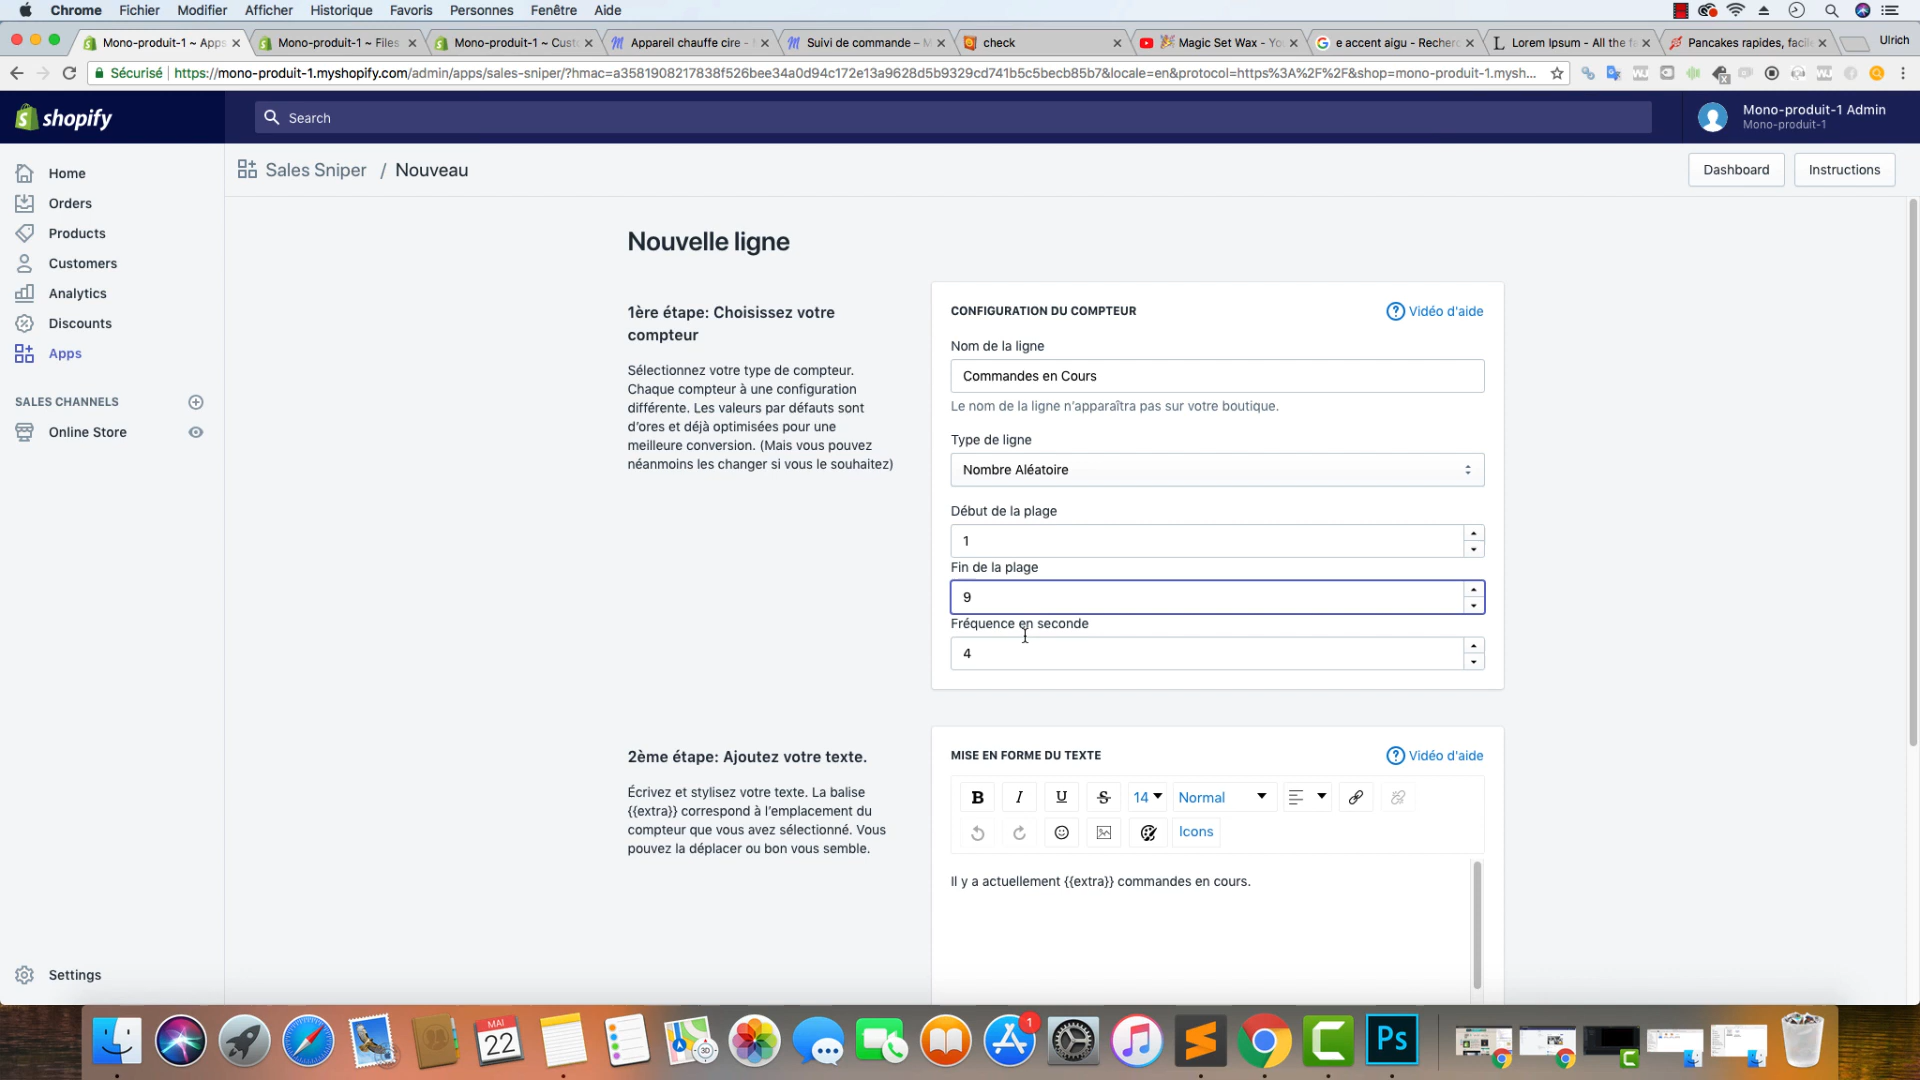 Chrome Fichier Modifier Afficher Historique Favoris Personnes Fenêtre Aide
Mono-produit-1 ~ Apps
Mono-produit-1 ~ Files
Mono-produit-1 ~ Cust
Appareil chauffe cire -
Suivi de commande – M
check
Magic Set Wax - Yo
e accent aigu - Recher
Lorem Ipsum - All the f
Pancakes rapides, facil
Ulrich
Sécurisé https://mono-produit-1.myshopify.com/admin/apps/sales-sniper/?hmac=a3581908217838f526bee34a0d94c172e13a9628d5b9329cd741b5c5becb85b7&locale=en&protocol=https%3A%2F%2F&shop=mono-produit-1.mysh...
shopify
Search
Mono-produit-1 Admin
Mono-produit-1
Home
Orders
Products
Customers
Analytics
Discounts
Apps
SALES CHANNELS
Online Store
Settings
Sales Sniper / Nouveau
Dashboard
Instructions
Nouvelle ligne
1ère étape: Choisissez votre
compteur
Sélectionnez votre type de compteur.
Chaque compteur à une configuration
différente. Les valeurs par défauts sont
d'ores et déjà optimisées pour une
meilleure conversion. (Mais vous pouvez
néanmoins les changer si vous le souhaitez)
CONFIGURATION DU COMPTEUR
Vidéo d'aide
Nom de la ligne
Commandes en Cours
Le nom de la ligne n'apparaîtra pas sur votre boutique.
Type de ligne
Nombre Aléatoire
Début de la plage
1
Fin de la plage
9
Fréquence en seconde
4
2ème étape: Ajoutez votre texte.
Écrivez et stylisez votre texte. La balise
{{extra}} correspond à l'emplacement du
compteur que vous avez sélectionné. Vous
pouvez la déplacer ou bon vous semble.
MISE EN FORME DU TEXTE
Vidéo d'aide
B I U S 14 Normal
Icons
Il y a actuellement {{extra}} commandes en cours.
MAI
22
3D
1
Ps